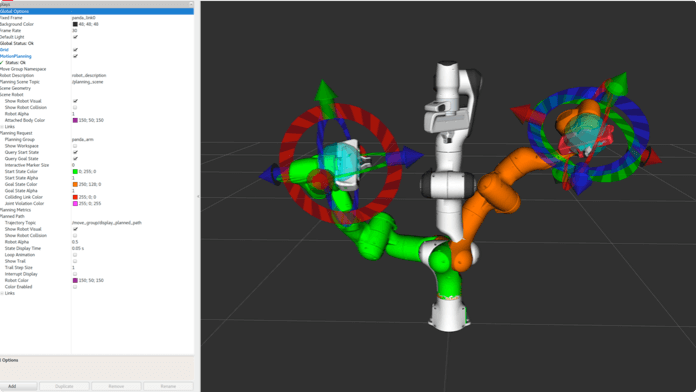 Global Options
Fixed Frame panda_link0
Background Color 48; 48; 48
Frame Rate 30
Default Light
Global Status: Ok
Grid
MotionPlanning
Status: Ok
Move Group Namespace
Robot Description robot_description
Planning Scene Topic /planning_scene
Scene Geometry
Scene Robot
Show Robot Visual
Show Robot Collision
Robot Alpha 1
Attached Body Color 150; 50; 150
Links
Planning Request
Planning Group panda_arm
Show Workspace
Query Start State
Query Goal State
Interactive Marker Size 0
Start State Color 0; 255; 0
Start State Alpha 1
Goal State Color 250; 128; 0
Goal State Alpha 1
Colliding Link Color 255; 0; 0
Joint Violation Color 255; 0; 255
Planning Metrics
Planned Path
Trajectory Topic /move_group/display_planned_path
Show Robot Visual
Show Robot Collision
Robot Alpha 0.5
State Display Time 0.05 s
Loop Animation
Show Trail
Trail Step Size 1
Interrupt Display
Robot Color 150; 50; 150
Color Enabled
Links
Options
Add Duplicate Remove Rename